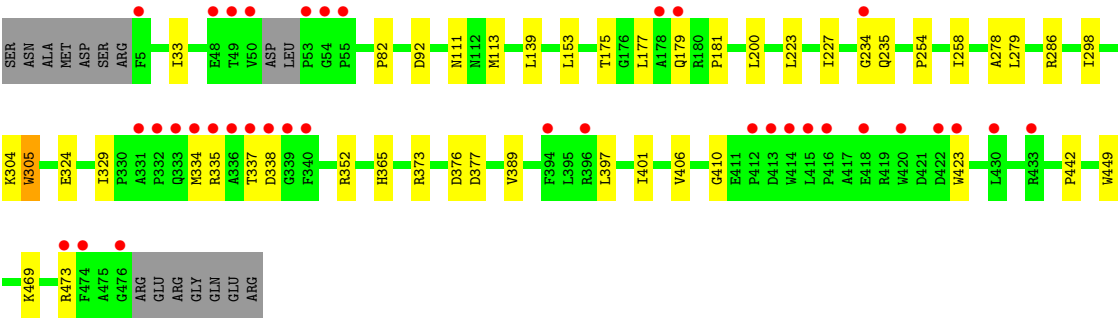 SER ASN ALA MET ASP SER ARG F5 I33 E48 T49 V50 ASP LEU P53 G54 P55 P82 D92 N111 N112 M113 L139 L153 T175 G176 L177 A178 Q179 R180 P181 L200 L223 I227 G234 Q235 P254 I258 A278 L279 R286 I298
K304 W305 E324 I329 P330 A331 P332 Q333 M334 R335 A336 T337 D338 G339 F340 R352 H365 R373 D376 D377 V389 F394 L395 R396 L397 I401 V406 G410 E411 P412 D413 W414 L415 P416 A417 E418 R419 W420 D421 D422 W423 L430 R433 P442 W449
K469 R473 F474 A475 G476 ARG GLU ARG GLY GLN GLU ARG